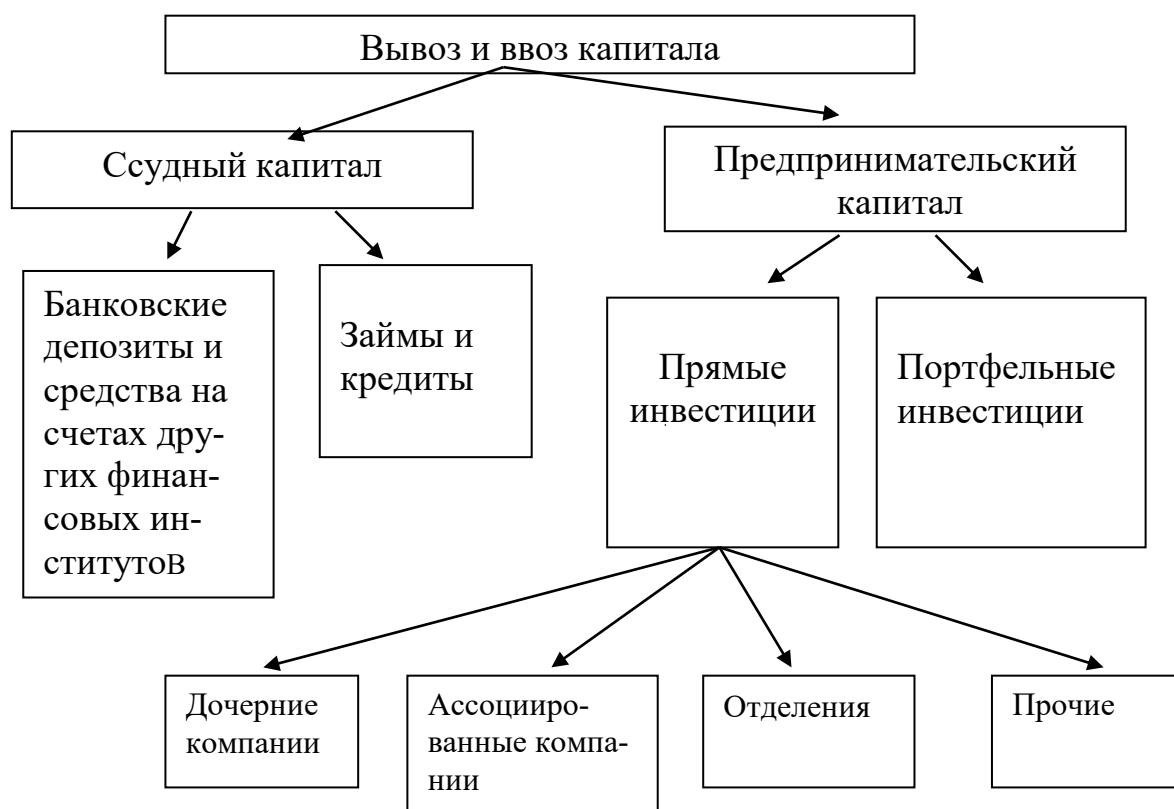 Вывоз и ввоз капитала
Ссудный капитал
Предпринимательский
капитал
Банковские
депозиты и
средства на
счетах дру-
гих финан-
совых ин-
ститутов
Займы и
кредиты
Прямые
инвестиции
Портфельные
инвестиции
Дочерние
компании
Ассоцииро-
ванные компа-
нии
Отделения
Прочие